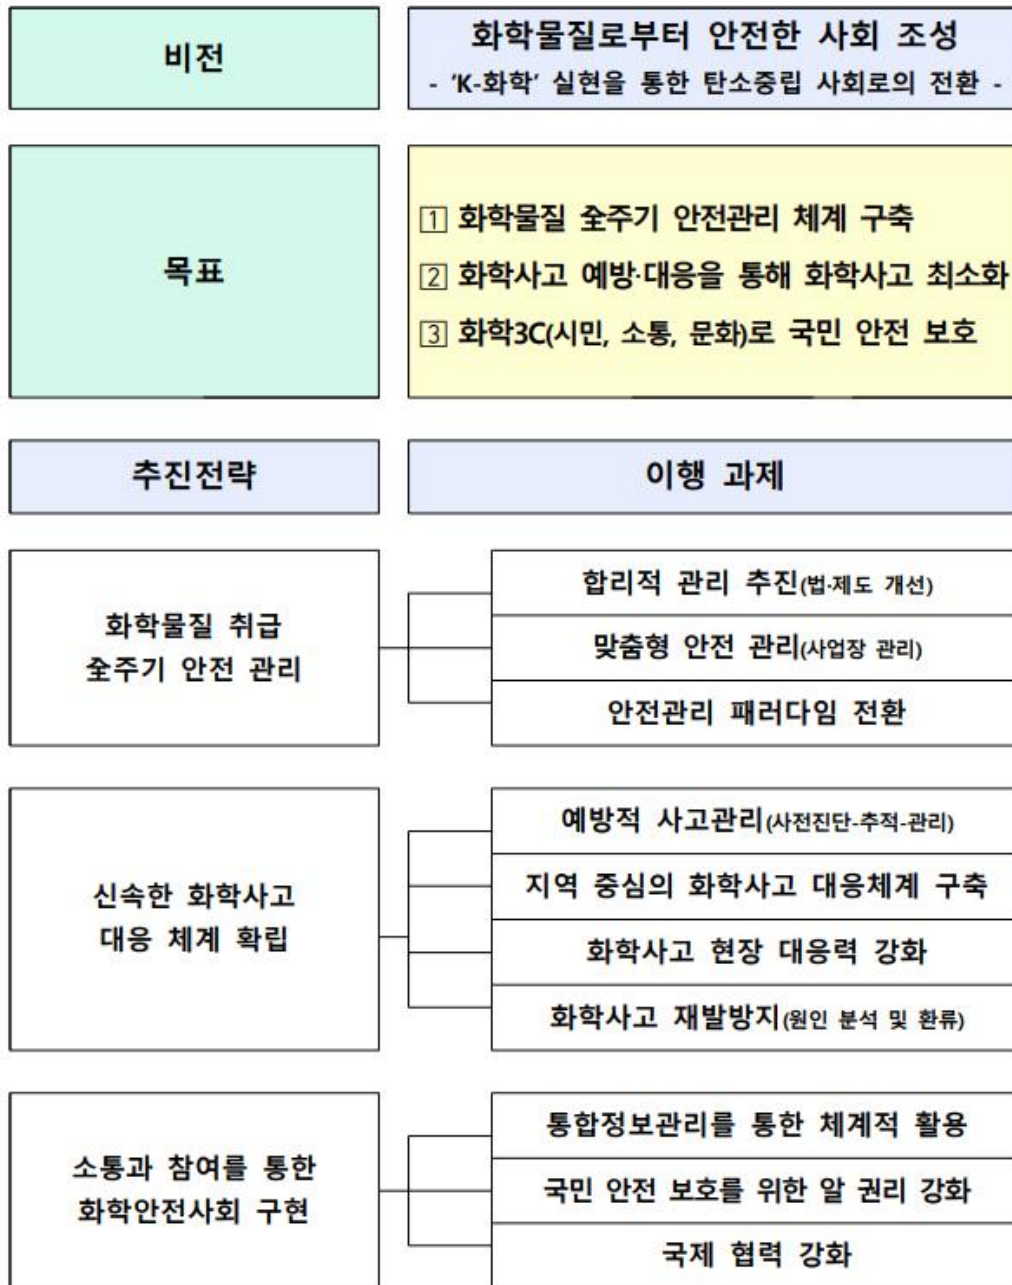 비전
화학물질로부터 안전한 사회 조성
- ‘K-화학’ 실현을 통한 탄소중립 사회로의 전환 -
목표
1 화학물질 全주기 안전관리 체계 구축
2 화학사고 예방·대응을 통해 화학사고 최소화
3 화학3C(시민, 소통, 문화)로 국민 안전 보호
추진전략
이행 과제
화학물질 취급
全주기 안전 관리
합리적 관리 추진(법·제도 개선)
맞춤형 안전 관리(사업장 관리)
안전관리 패러다임 전환
신속한 화학사고
대응 체계 확립
예방적 사고관리(사전진단-추적-관리)
지역 중심의 화학사고 대응체계 구축
화학사고 현장 대응력 강화
화학사고 재발방지(원인 분석 및 환류)
소통과 참여를 통한
화학안전사회 구현
통합정보관리를 통한 체계적 활용
국민 안전 보호를 위한 알 권리 강화
국제 협력 강화